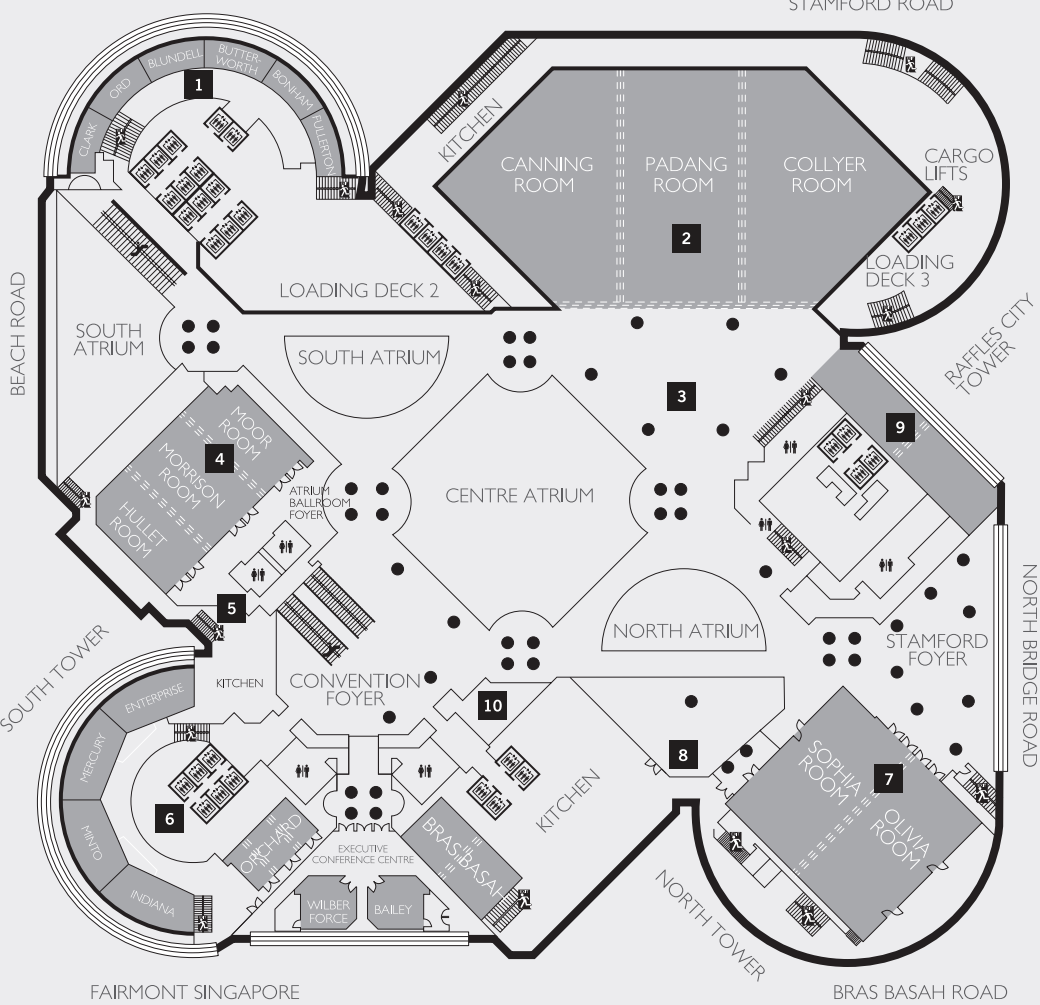 STAMFORD ROAD
CLARK
ORD
BLUNDELL
BUTTER-
WORTH
BONHAM
FULLERTON
1
KITCHEN
CANNING
ROOM
PADANG
ROOM
COLLYER
ROOM
2
CARGO
LIFTS
LOADING
DECK 3
LOADING DECK 2
BEACH ROAD
SOUTH
ATRIUM
SOUTH ATRIUM
RAFFLES CITY
TOWER
3
9
4
MOOR
ROOM
MORRISON
ROOM
HULLET
ROOM
ATRIUM
BALLROOM
FOYER
CENTRE ATRIUM
5
NORTH ATRIUM
STAMFORD
FOYER
NORTH BRIDGE ROAD
SOUTH TOWER
KITCHEN
CONVENTION
FOYER
10
ENTERPRISE
MERCURY
MINTO
INDIANA
6
8
7
SOPHIA
ROOM
OLIVIA
ROOM
KITCHEN
ORCHARD
BRAS BASAH
EXECUTIVE
CONFERENCE CENTRE
WILBER
FORCE
BAILEY
NORTH TOWER
FAIRMONT SINGAPORE
BRAS BASAH ROAD